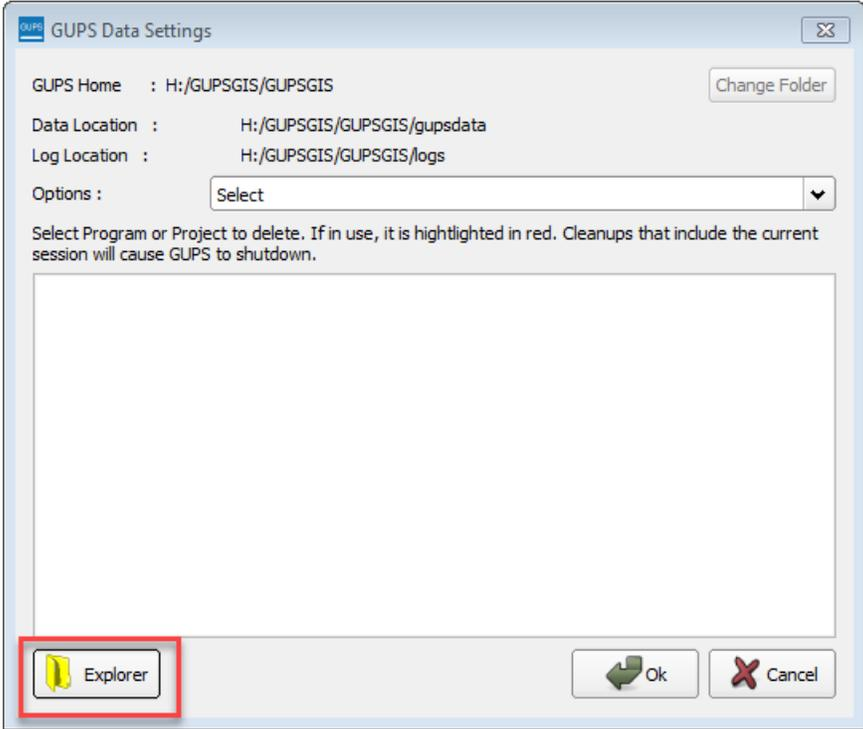 GUPS GUPS Data Settings
GUPS Home : H:/GUPSGIS/GUPSGIS Change Folder
Data Location : H:/GUPSGIS/GUPSGIS/gupsdata
Log Location : H:/GUPSGIS/GUPSGIS/logs
Options : Select
Select Program or Project to delete. If in use, it is hightlighted in red. Cleanups that include the current
session will cause GUPS to shutdown.
Explorer Ok Cancel